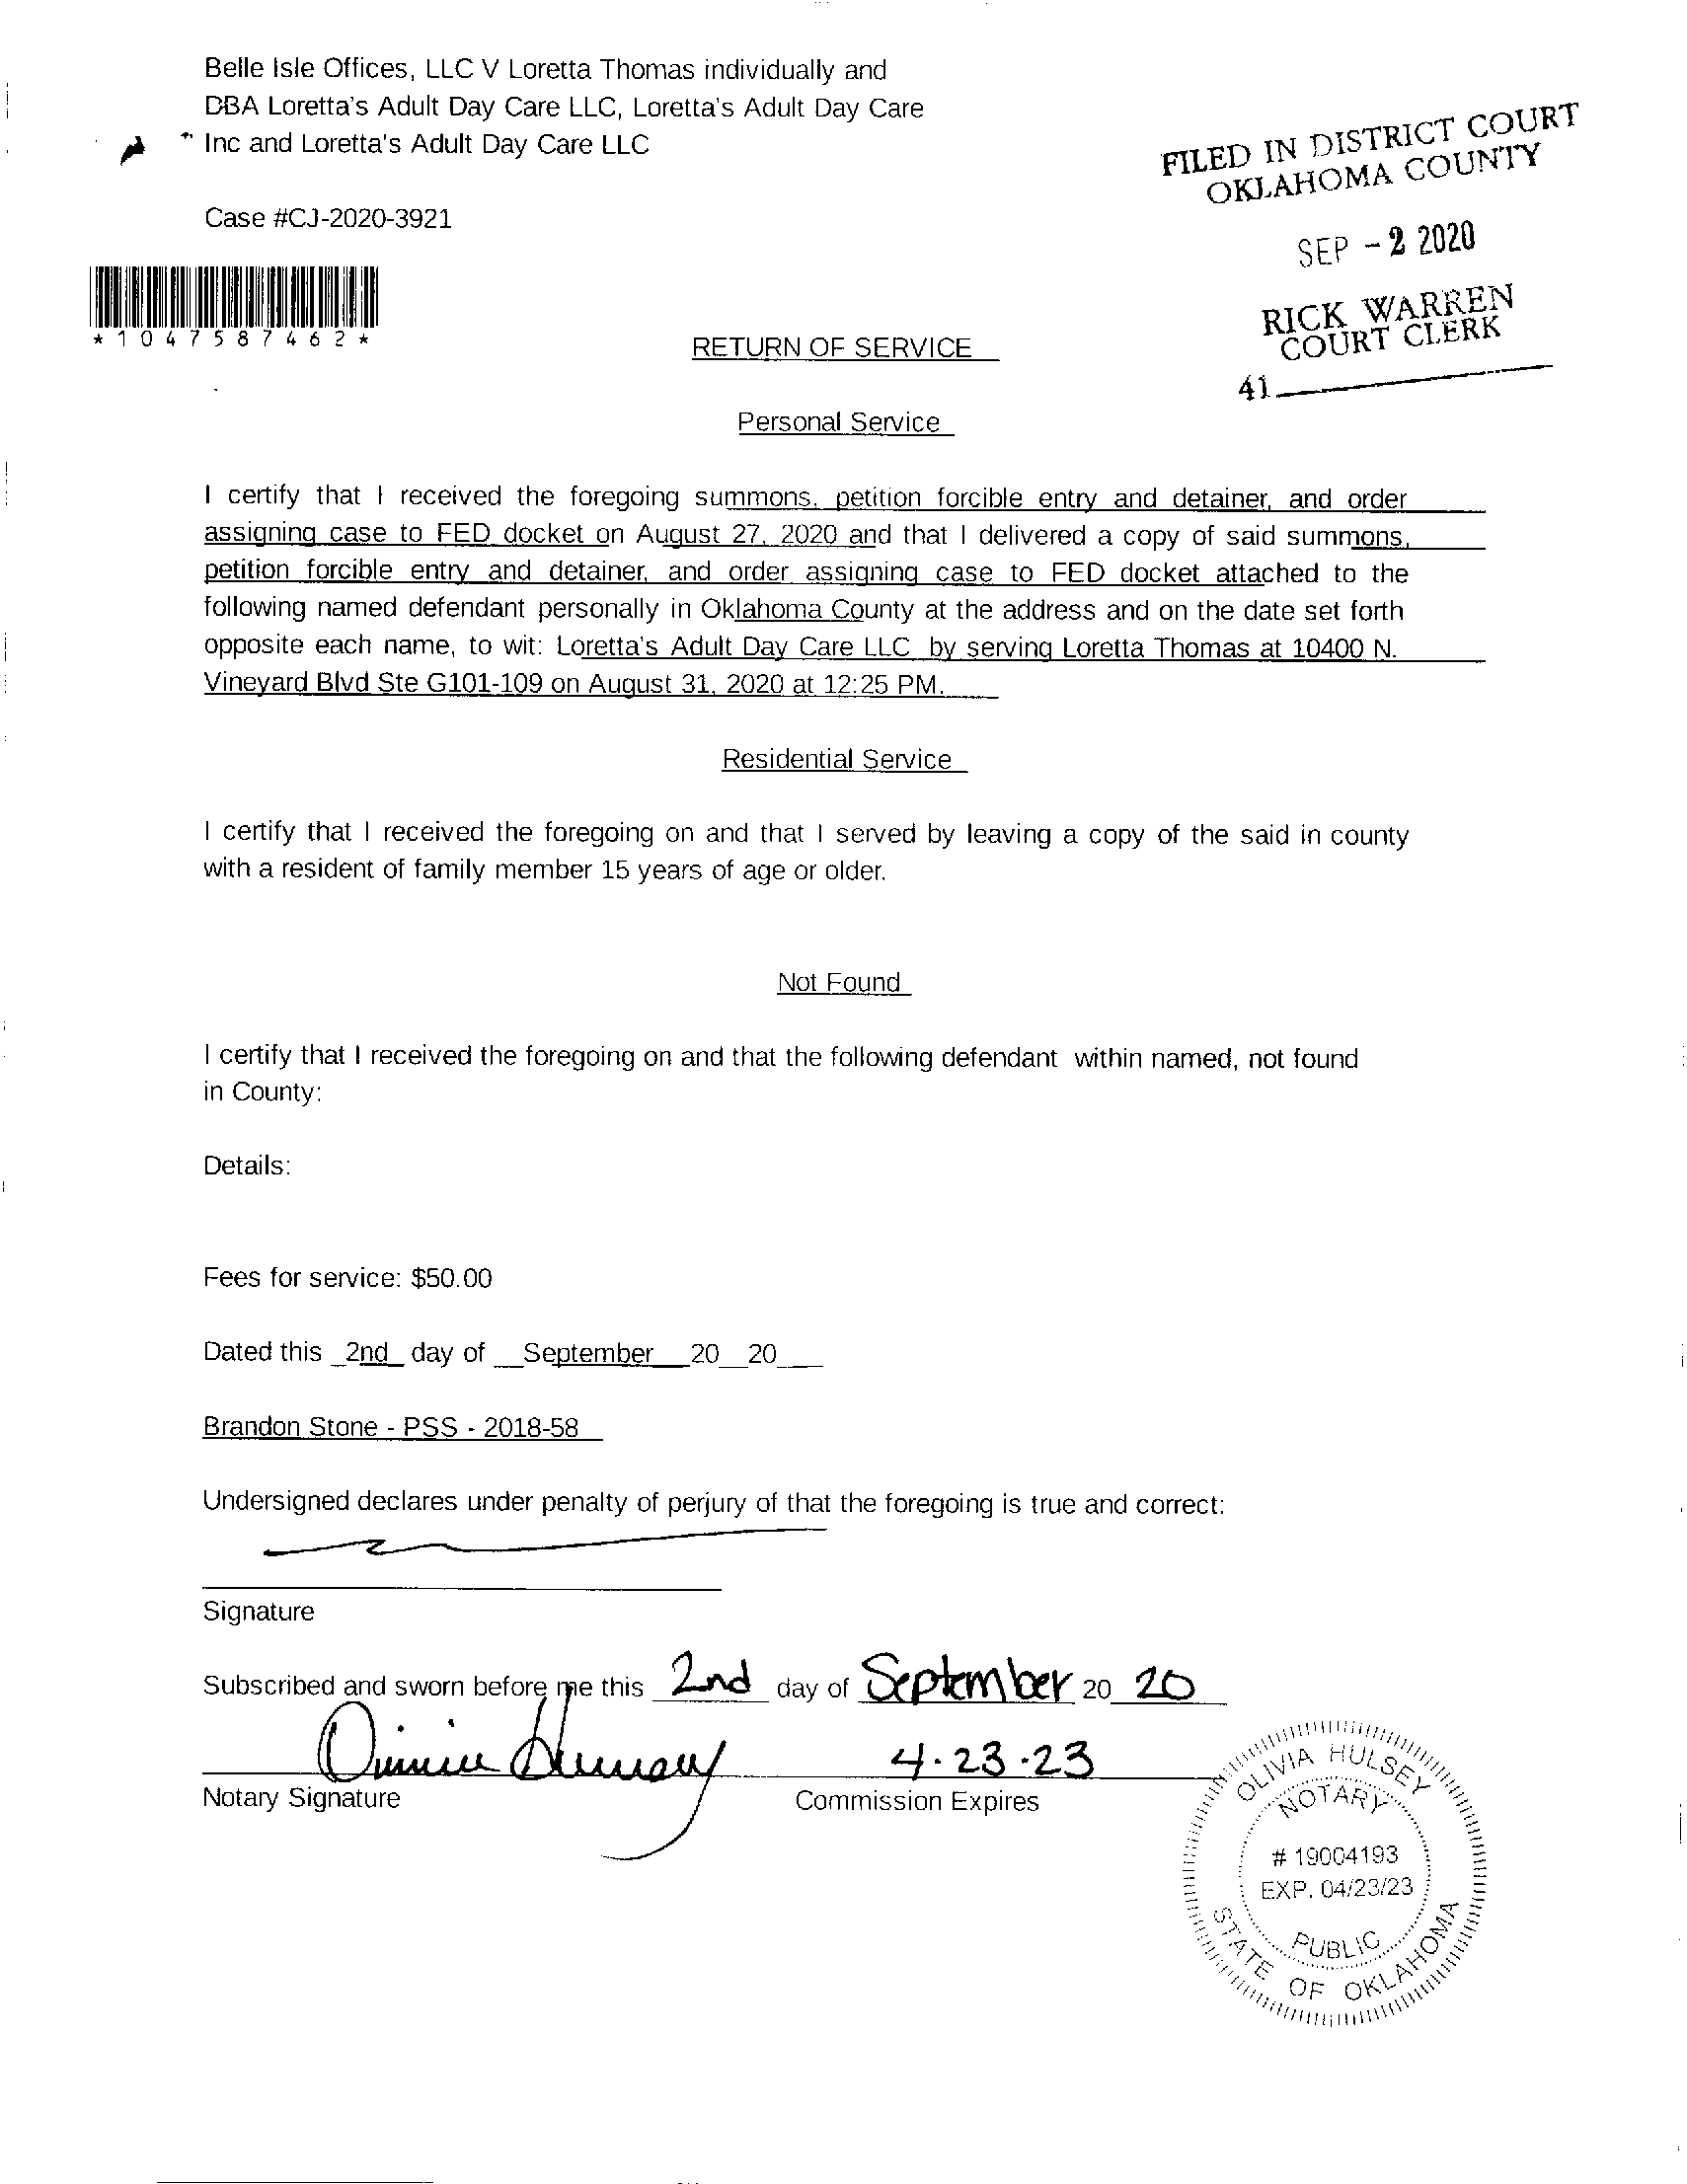 Belle Isle Offices, LLC V Loretta Thomas individually and
DBA Loretta's Adult Day Care LLC, Loretta's Adult Day Care
Inc and Loretta's Adult Day Care LLC
FILED IN DISTRICT COURT
OKLAHOMA COUNTY
Case #CJ-2020-3921
SEP - 2 2020
RICK WARREN
COURT CLERK
*1047587462*
41
RETURN OF SERVICE
Personal Service
I certify that I received the foregoing summons, petition forcible entry and detainer, and order
assigning case to FED docket on August 27, 2020 and that I delivered a copy of said summons,
petition forcible entry and detainer, and order assigning case to FED docket attached to the
following named defendant personally in Oklahoma County at the address and on the date set forth
opposite each name, to wit: Loretta's Adult Day Care LLC by serving Loretta Thomas at 10400 N.
Vineyard Blvd Ste G101-109 on August 31, 2020 at 12:25 PM.
Residential Service
I certify that I received the foregoing on and that I served by leaving a copy of the said in county
with a resident of family member 15 years of age or older.
Not Found
I certify that I received the foregoing on and that the following defendant within named, not found
in County:
Details:
Fees for service: $50.00
Dated this _2nd_ day of __September__20__20___
Brandon Stone - PSS - 2018-58
Undersigned declares under penalty of perjury of that the foregoing is true and correct:
Signature
Subscribed and sworn before me this 2nd day of September 20 20
4-23-23
Notary Signature
Commission Expires
OLIVIA HULSEY
NOTARY
# 19004193
EXP. 04/23/23
PUBLIC
STATE OF OKLAHOMA